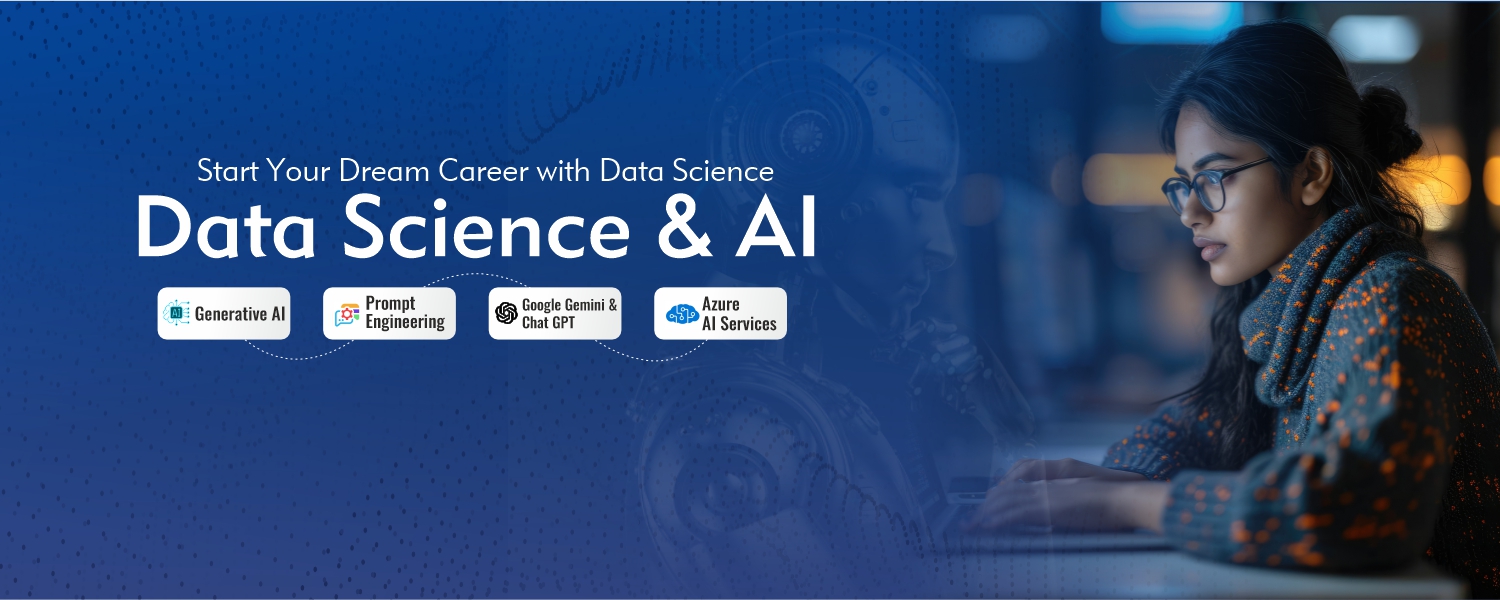 Start Your Dream Career with Data Science
Data Science & AI
AI Generative AI
Prompt
Engineering
Google Gemini &
Chat GPT
Azure
AI Services